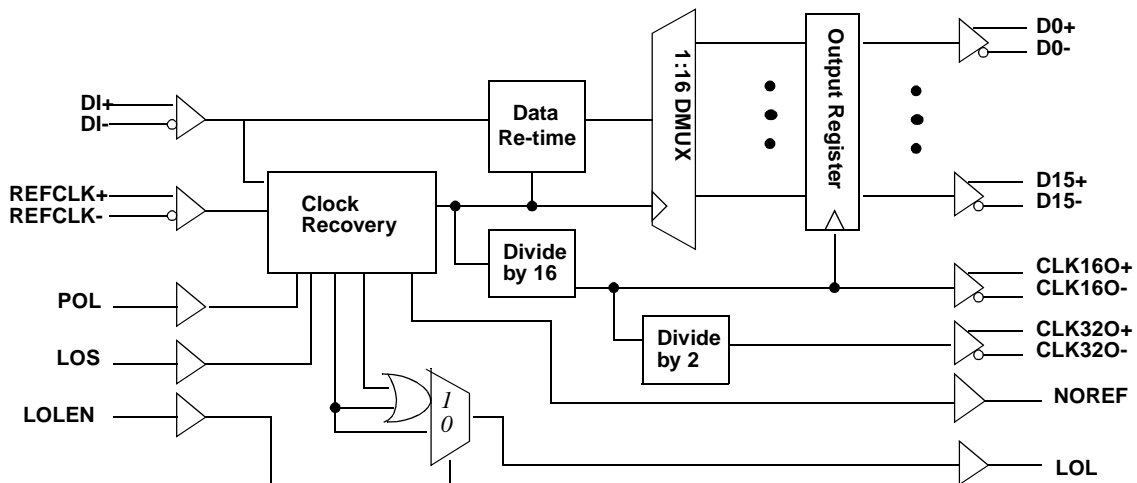 D0+
D0-
1:16 DMUX
Output Register
DI+
DI-
Data
Re-time
REFCLK+
REFCLK-
Clock
Recovery
D15+
D15-
Divide
by 16
CLK16O+
CLK16O-
POL
CLK32O+
CLK32O-
Divide
by 2
LOS
NOREF
LOLEN
1
0
LOL